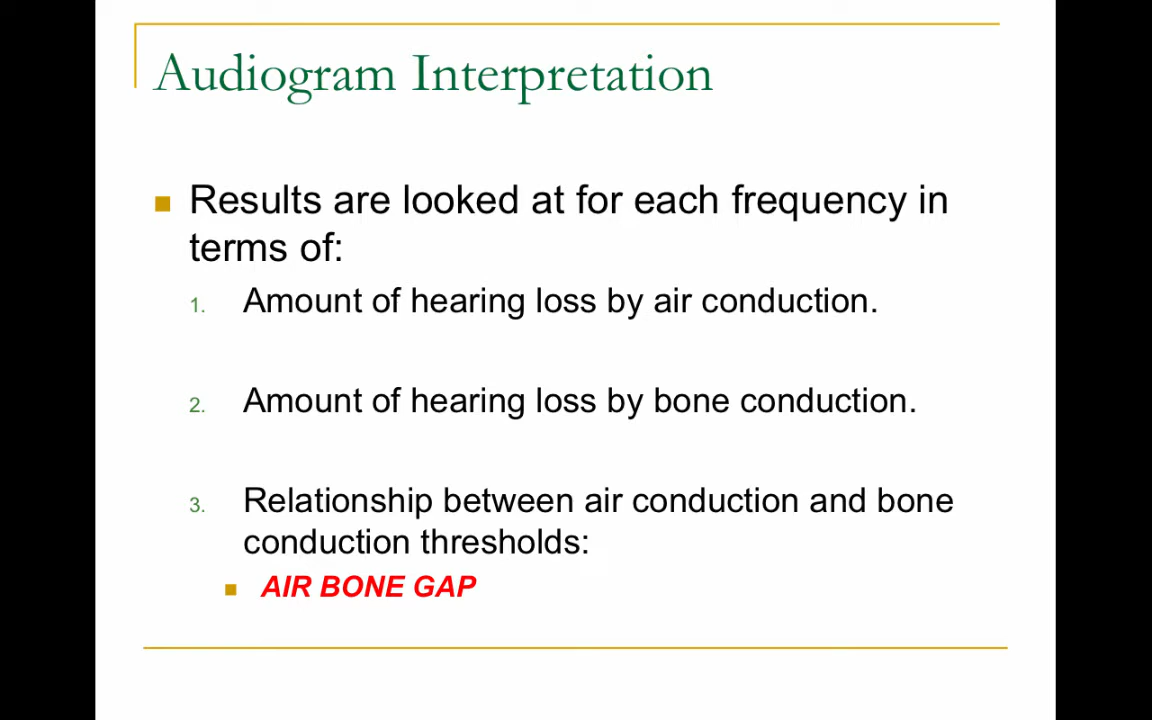 Audiogram Interpretation
Results are looked at for each frequency in
terms of:
1. Amount of hearing loss by air conduction.
2. Amount of hearing loss by bone conduction.
3. Relationship between air conduction and bone
conduction thresholds:
AIR BONE GAP